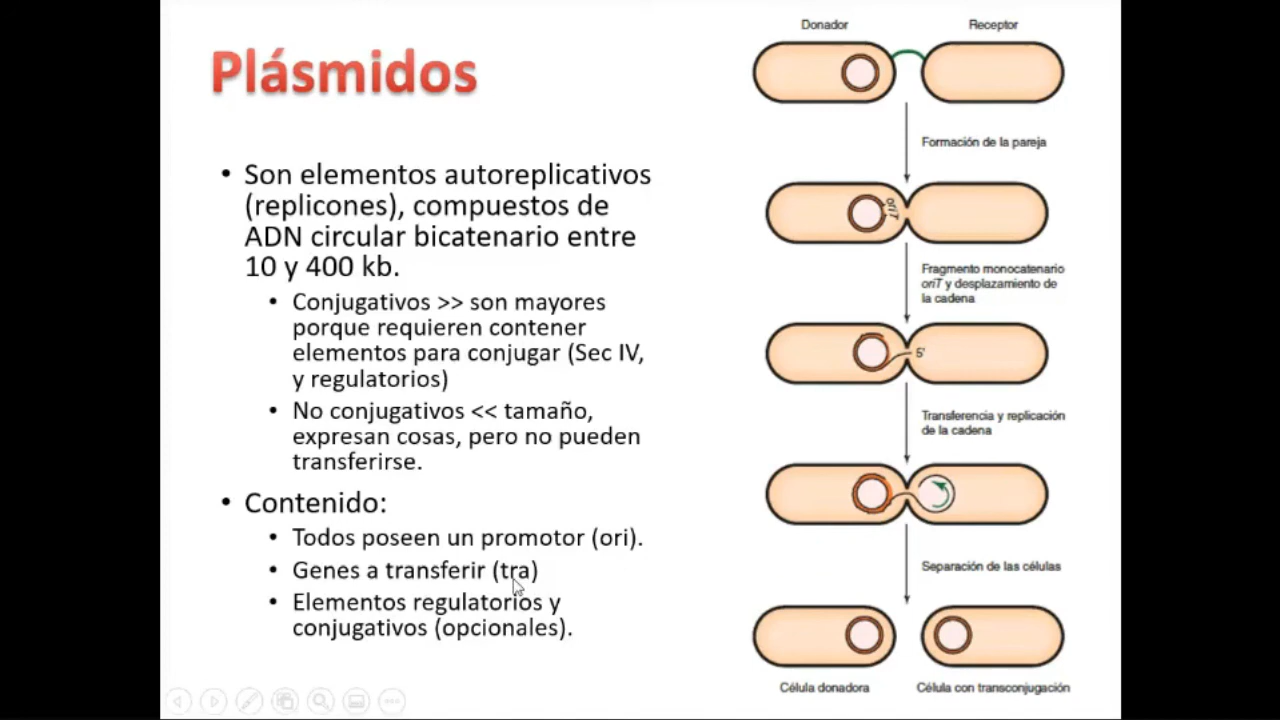 Plásmidos
• Son elementos autoreplicativos
(replicones), compuestos de
ADN circular bicatenario entre
10 y 400 kb.
• Conjugativos >> son mayores
porque requieren contener
elementos para conjugar (Sec IV,
y regulatorios)
• No conjugativos << tamaño,
expresan cosas, pero no pueden
transferirse.
• Contenido:
• Todos poseen un promotor (ori).
• Genes a transferir (tra)
• Elementos regulatorios y
conjugativos (opcionales).
Donador
Receptor
Formación de la pareja
oriT
Fragmento monocatenario
oriT y desplazamiento de
la cadena
5'
Transferencia y replicación
de la cadena
Separación de las células
Célula donadora
Célula con transconjugación